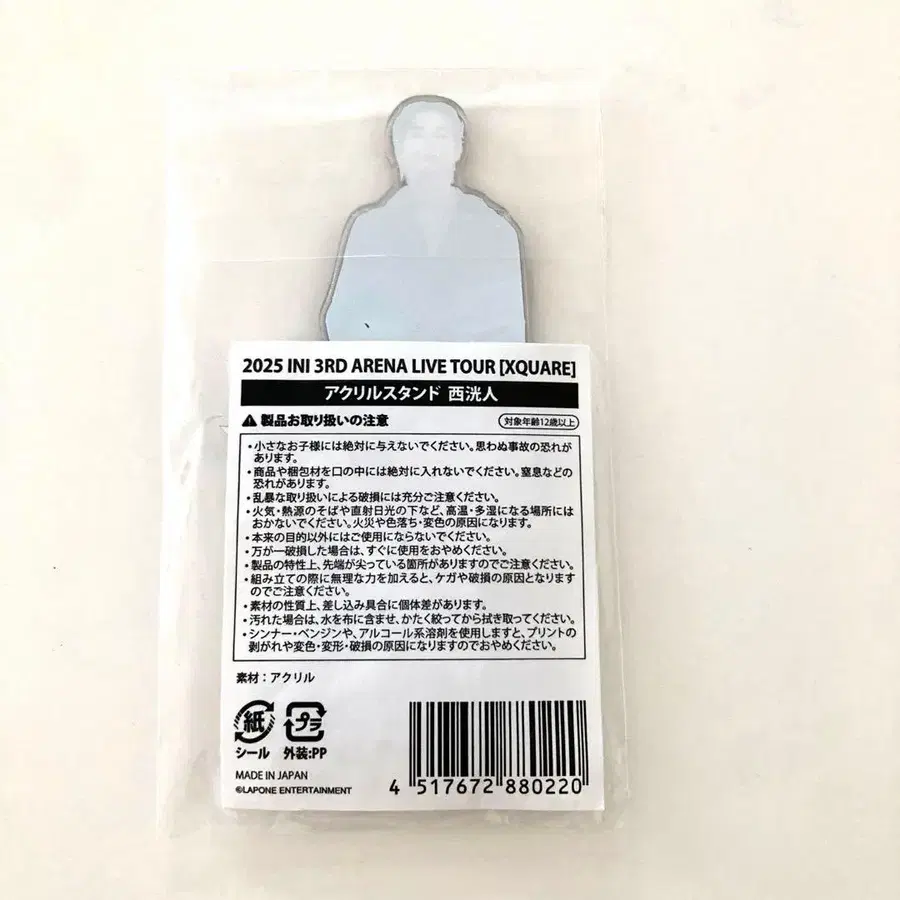 2025 INI 3RD ARENA LIVE TOUR [XQUARE]
アクリルスタンド 西洸人
製品お取り扱いの注意
対象年齢12歳以上
・小さなお子様には絶対に与えないでください。思わぬ事故の恐れが
あります。
・商品や梱包材を口の中には絶対に入れないでください。窒息などの
恐れがあります。
・乱暴な取り扱いによる破損には充分ご注意ください。
・火気・熱源のそばや直射日光の下など、高温・多湿になる場所には
おかないでください。火災や色落ち・変色の原因になります。
・本来の目的以外にはご使用にならないでください。
・万が一破損した場合は、すぐに使用をおやめください。
・製品の特性上、先端が尖っている箇所がありますのでご注意ください。
・組み立ての際に無理な力を加えると、ケガや破損の原因となります
のでご注意ください。
・素材の性質上、差し込み具合に個体差があります。
・汚れた場合は、水を布に含ませ、かたく絞ってから拭き取ってください。
・シンナー・ベンジンや、アルコール系溶剤を使用しますと、プリントの
剥がれや変色・変形・破損の原因になりますのでおやめください。
素材：アクリル
紙 プラ
シール 外装:PP
MADE IN JAPAN
©LAPONE ENTERTAINMENT
4 517672 880220